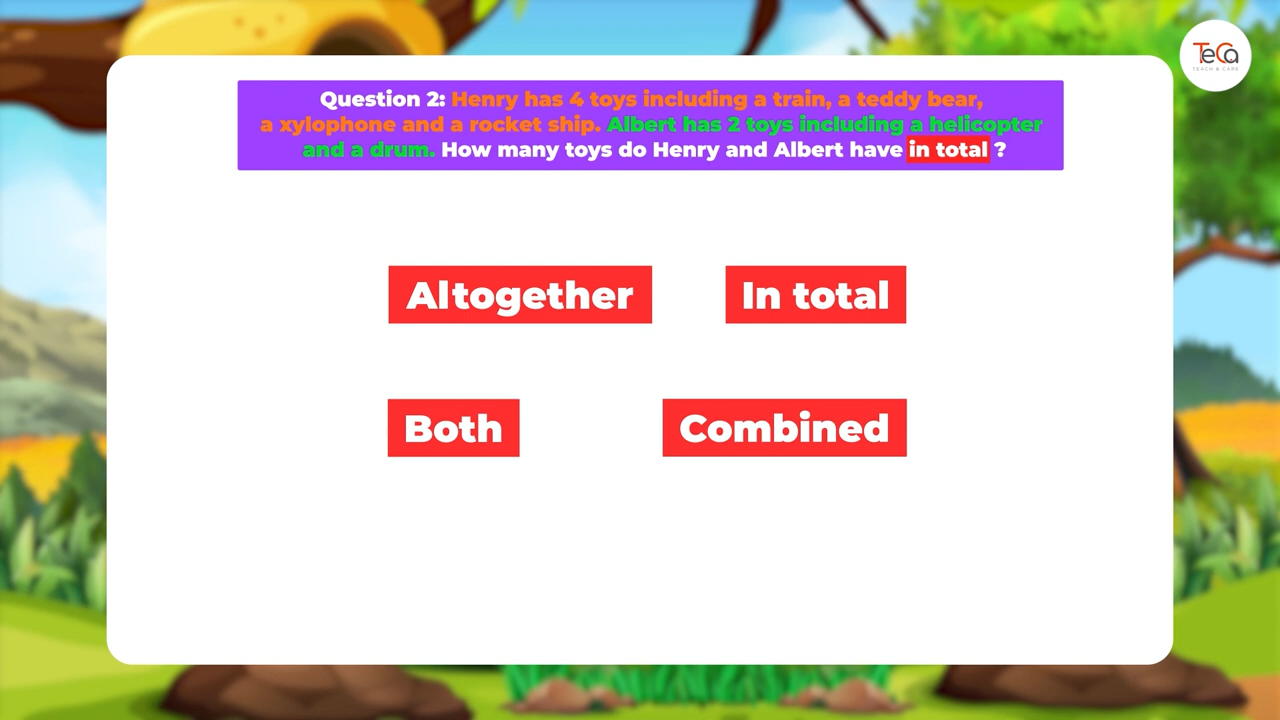 TeCa
TEACH & CARE
Question 2: Henry has 4 toys including a train, a teddy bear,
a xylophone and a rocket ship. Albert has 2 toys including a helicopter
and a drum. How many toys do Henry and Albert have in total ?
Altogether
In total
Both
Combined